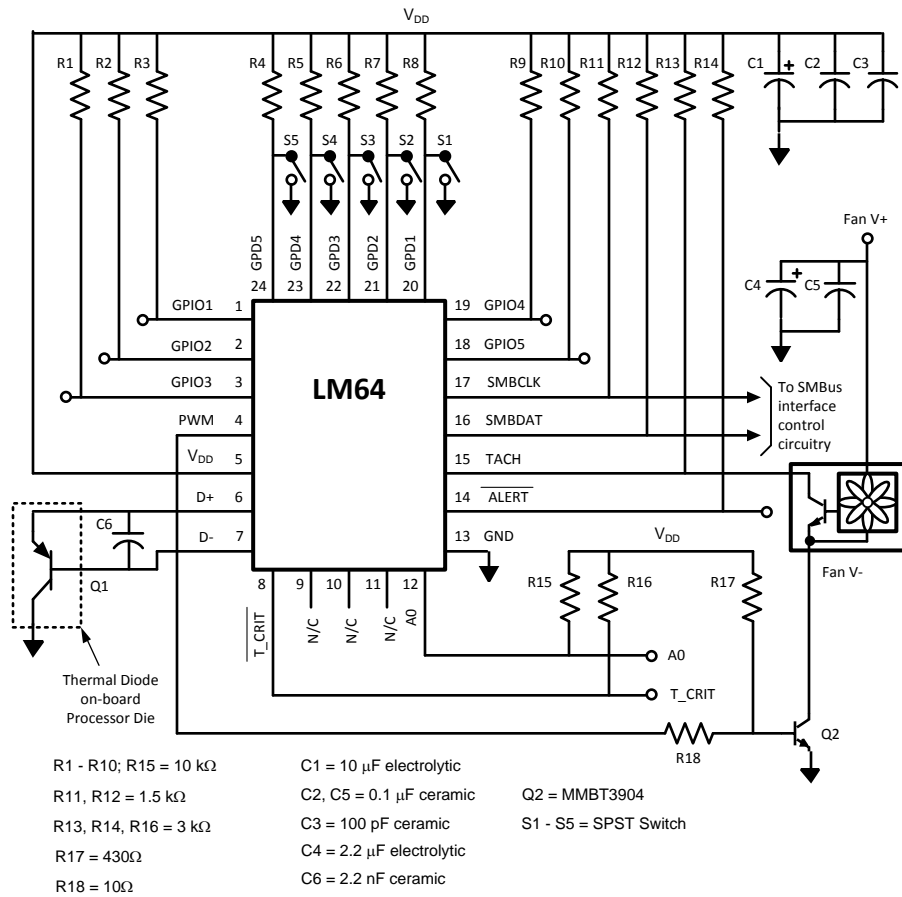 VDD
R1 R2 R3 R4 R5 R6 R7 R8 R9 R10 R11 R12 R13 R14 C1 + C2 C3
S5 S4 S3 S2 S1
Fan V+
GPD5 GPD4 GPD3 GPD2 GPD1
24 23 22 21 20
C4 + C5
GPIO1 1 19 GPIO4
GPIO2 2 18 GPIO5
GPIO3 3 17 SMBCLK
PWM 4 16 SMBDAT
VDD 5 15 TACH
D+ 6 14 ALERT
D- 7 13 GND
LM64
To SMBus
interface
control
circuitry
C6
Q1
8 9 10 11 12
T_CRIT N/C N/C N/C A0
VDD
R15 R16 R17
Fan V-
A0
T_CRIT
Thermal Diode
on-board
Processor Die
R18
Q2
R1 - R10; R15 = 10 kΩ
R11, R12 = 1.5 kΩ
R13, R14, R16 = 3 kΩ
R17 = 430Ω
R18 = 10Ω
C1 = 10 μF electrolytic
C2, C5 = 0.1 μF ceramic
C3 = 100 pF ceramic
C4 = 2.2 μF electrolytic
C6 = 2.2 nF ceramic
Q2 = MMBT3904
S1 - S5 = SPST Switch